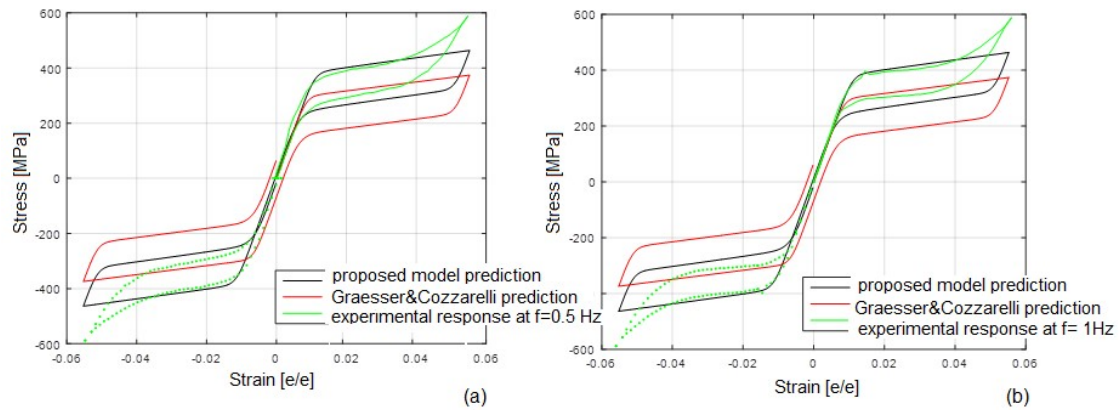 600
400
200
0
-200
-400
-600
Stress [MPa]
proposed model prediction
Graesser&Cozzarelli prediction
experimental response at f=0.5 Hz
-0.06
-0.04
-0.02
0
0.02
0.04
0.06
Strain [e/e]
(a)
600
400
200
0
-200
-400
-600
Stress [MPa]
proposed model prediction
Graesser&Cozzarelli prediction
experimental response at f= 1Hz
-0.06
-0.04
-0.02
0
0.02
0.04
0.06
Strain [e/e]
(b)